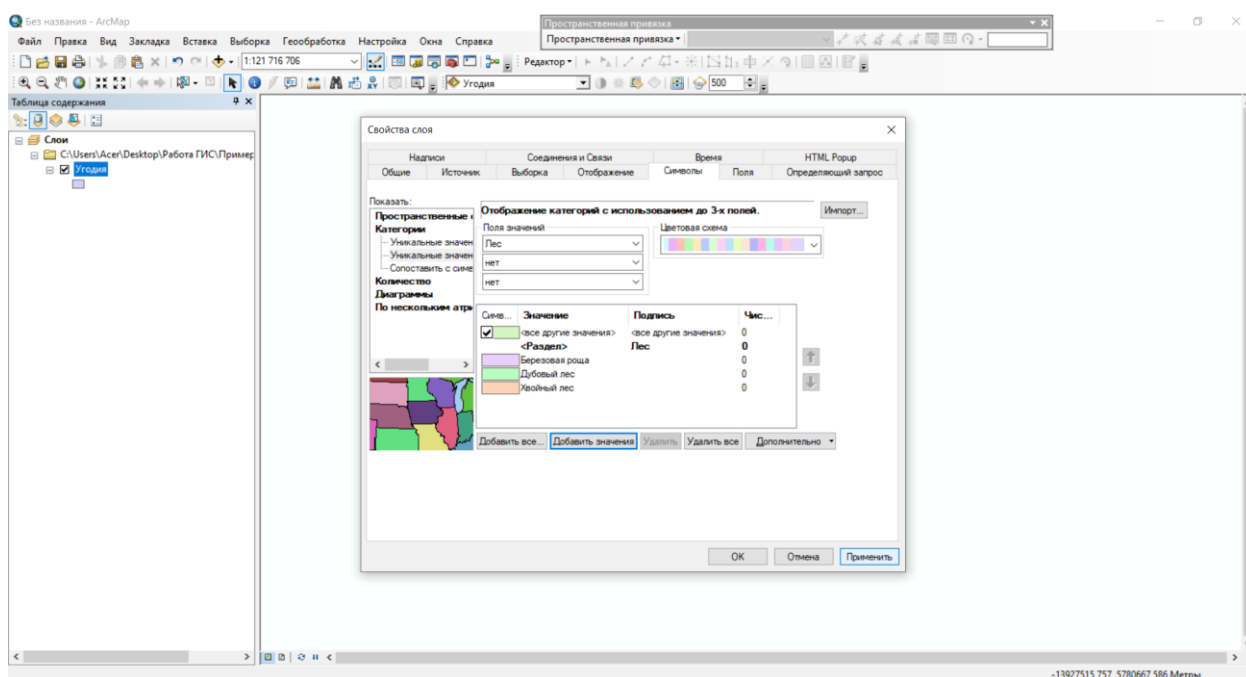 Без названия - ArcMap
Пространственная привязка
Файл Правка Вид Закладка Вставка Выборка Геообработка Настройка Окна Справка
Пространственная привязка
1:121 716 706
Редактор
Угодия
500
Таблица содержания
Слои
C:\Users\Acer\Desktop\Работа ГИС\Пример
Угодия
Свойства слоя
Надписи Соединения и Связи Время HTML Popup
Общие Источник Выборка Отображение Символы Поля Определяющий запрос
Показать:
Пространственные
Категории
Уникальные значен
Уникальные значен
Сопоставить с симе
Количество
Диаграммы
По нескольким атри
Отображение категорий с использованием до 3-х полей.
Импорт...
Поля значений
Цветовая схема
Лес
нет
нет
Симв... Значение Подпись Чис...
<все другие значения> <все другие значения> 0
<Раздел> Лес 0
Березовая роща 0
Дубовый лес 0
Хвойный лес 0
Добавить все... Добавить значения Удалить Удалить все Дополнительно
OK Отмена Применить
-13927515,757 5780667,586 Метры